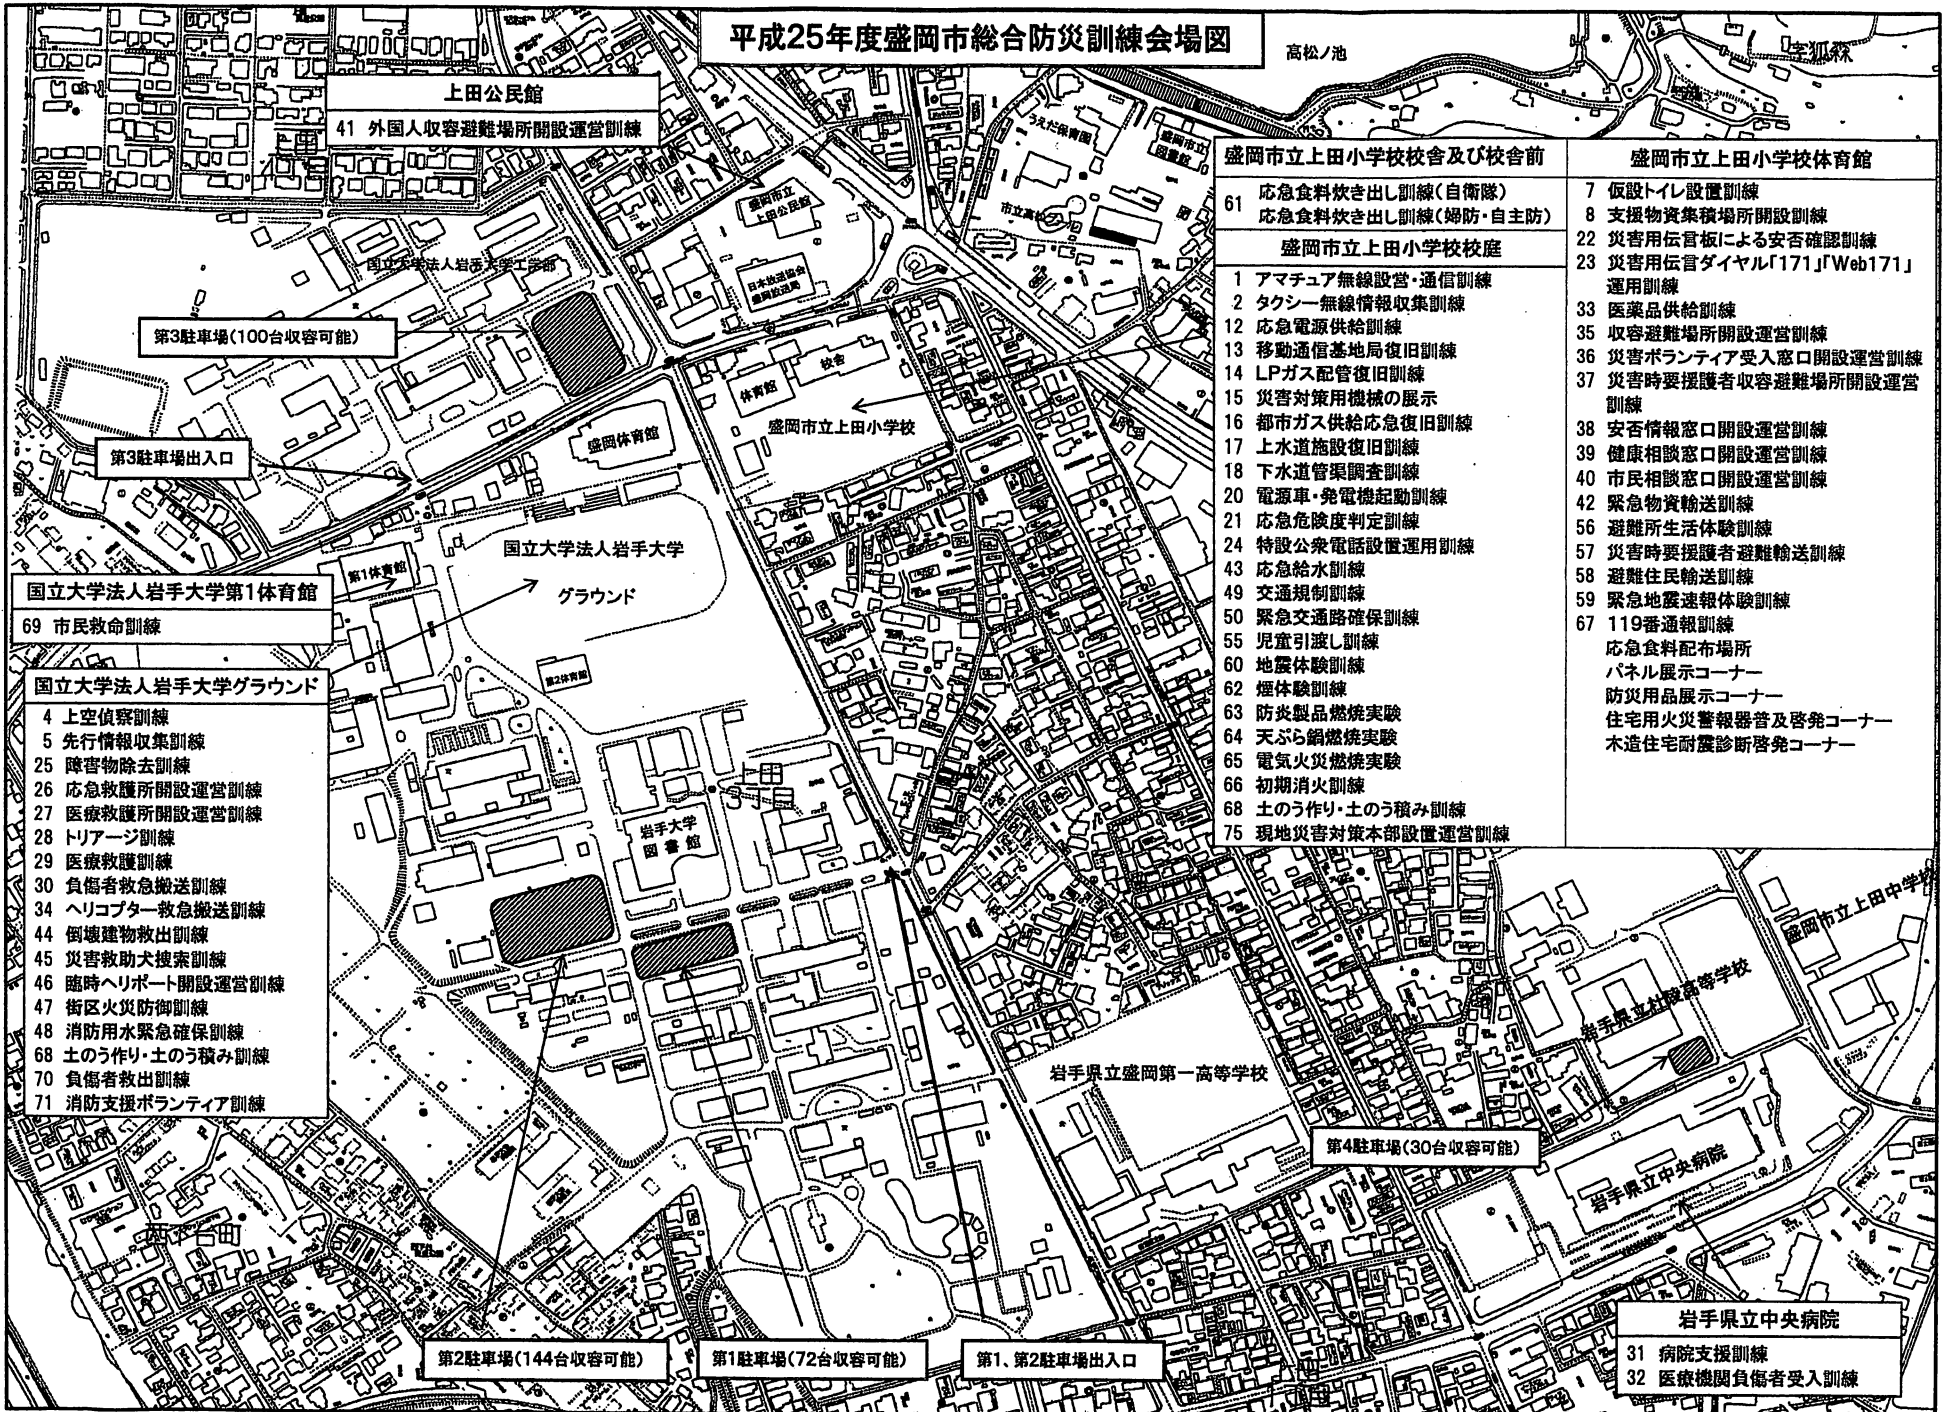 平成25年度盛岡市総合防災訓練会場図
高松ノ池
字狐森
上田公民館
41 外国人収容避難場所開設運営訓練
うえだ保育園
盛岡市立
図書館
盛岡市立
上田公民館
国立大学法人岩手大学工学部
日本放送協会
盛岡放送局
第3駐車場(100台収容可能)
体育館
校舎
盛岡市立上田小学校
盛岡体育館
第3駐車場出入口
国立大学法人岩手大学
グラウンド
第1体育館
第2体育館
国立大学法人岩手大学第1体育館
69 市民救命訓練
国立大学法人岩手大学グラウンド
4 上空偵察訓練
5 先行情報収集訓練
25 障害物除去訓練
26 応急救護所開設運営訓練
27 医療救護所開設運営訓練
28 トリアージ訓練
29 医療救護訓練
30 負傷者救急搬送訓練
34 ヘリコプター救急搬送訓練
44 倒壊建物救出訓練
45 災害救助犬捜索訓練
46 臨時ヘリポート開設運営訓練
47 街区火災防御訓練
48 消防用水緊急確保訓練
68 土のう作り・土のう積み訓練
70 負傷者救出訓練
71 消防支援ボランティア訓練
盛岡市立上田小学校校舎及び校舎前
61 応急食料炊き出し訓練(自衛隊)
応急食料炊き出し訓練(婦防・自主防)
盛岡市立上田小学校校庭
1 アマチュア無線設営・通信訓練
2 タクシー無線情報収集訓練
12 応急電源供給訓練
13 移動通信基地局復旧訓練
14 LPガス配管復旧訓練
15 災害対策用機械の展示
16 都市ガス供給応急復旧訓練
17 上水道施設復旧訓練
18 下水道管渠調査訓練
20 電源車・発電機起動訓練
21 応急危険度判定訓練
24 特設公衆電話設置運用訓練
43 応急給水訓練
49 交通規制訓練
50 緊急交通路確保訓練
55 児童引渡し訓練
60 地震体験訓練
62 煙体験訓練
63 防炎製品燃焼実験
64 天ぷら鍋燃焼実験
65 電気火災燃焼実験
66 初期消火訓練
68 土のう作り・土のう積み訓練
75 現地災害対策本部設置運営訓練
盛岡市立上田小学校体育館
7 仮設トイレ設置訓練
8 支援物資集積場所開設訓練
22 災害用伝言板による安否確認訓練
23 災害用伝言ダイヤル「171」「Web171」
運用訓練
33 医薬品供給訓練
35 収容避難場所開設運営訓練
36 災害ボランティア受入窓口開設運営訓練
37 災害時要援護者収容避難場所開設運営
訓練
38 安否情報窓口開設運営訓練
39 健康相談窓口開設運営訓練
40 市民相談窓口開設運営訓練
42 緊急物資輸送訓練
56 避難所生活体験訓練
57 災害時要援護者避難輸送訓練
58 避難住民輸送訓練
59 緊急地震速報体験訓練
67 119番通報訓練
応急食料配布場所
パネル展示コーナー
防災用品展示コーナー
住宅用火災警報器普及啓発コーナー
木造住宅耐震診断啓発コーナー
上田
3丁目
岩手大学
図書館
盛岡市立上田中学校
岩手県立杜陵高等学校
岩手県立盛岡第一高等学校
第4駐車場(30台収容可能)
岩手県立中央病院
第2駐車場(144台収容可能)
第1駐車場(72台収容可能)
第1、第2駐車場出入口
岩手県立中央病院
31 病院支援訓練
32 医療機関負傷者受入訓練